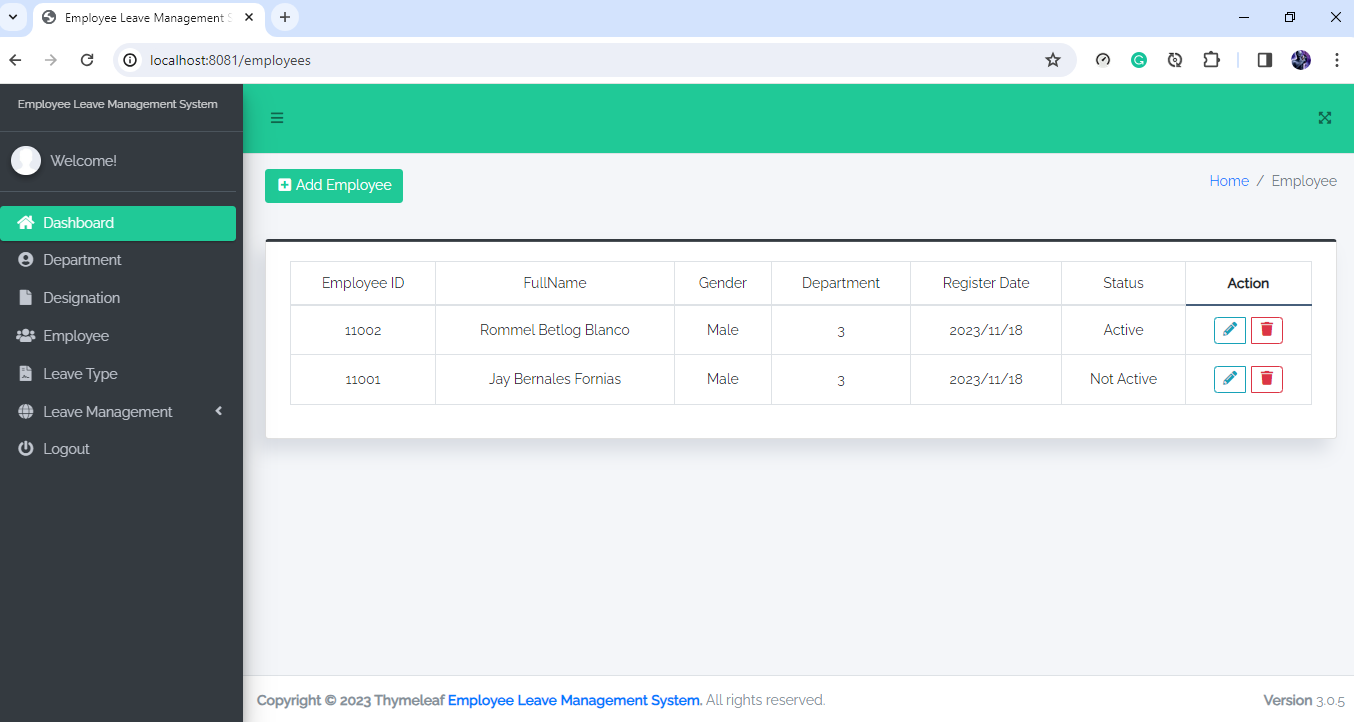 Employee Leave Management S
localhost:8081/employees
Employee Leave Management System
Welcome!
Dashboard
Department
Designation
Employee
Leave Type
Leave Management
Logout
Add Employee
Home / Employee
Employee ID FullName Gender Department Register Date Status Action
11002 Rommel Betlog Blanco Male 3 2023/11/18 Active
11001 Jay Bernales Fornias Male 3 2023/11/18 Not Active
Copyright © 2023 Thymeleaf Employee Leave Management System. All rights reserved.
Version 3.0.5